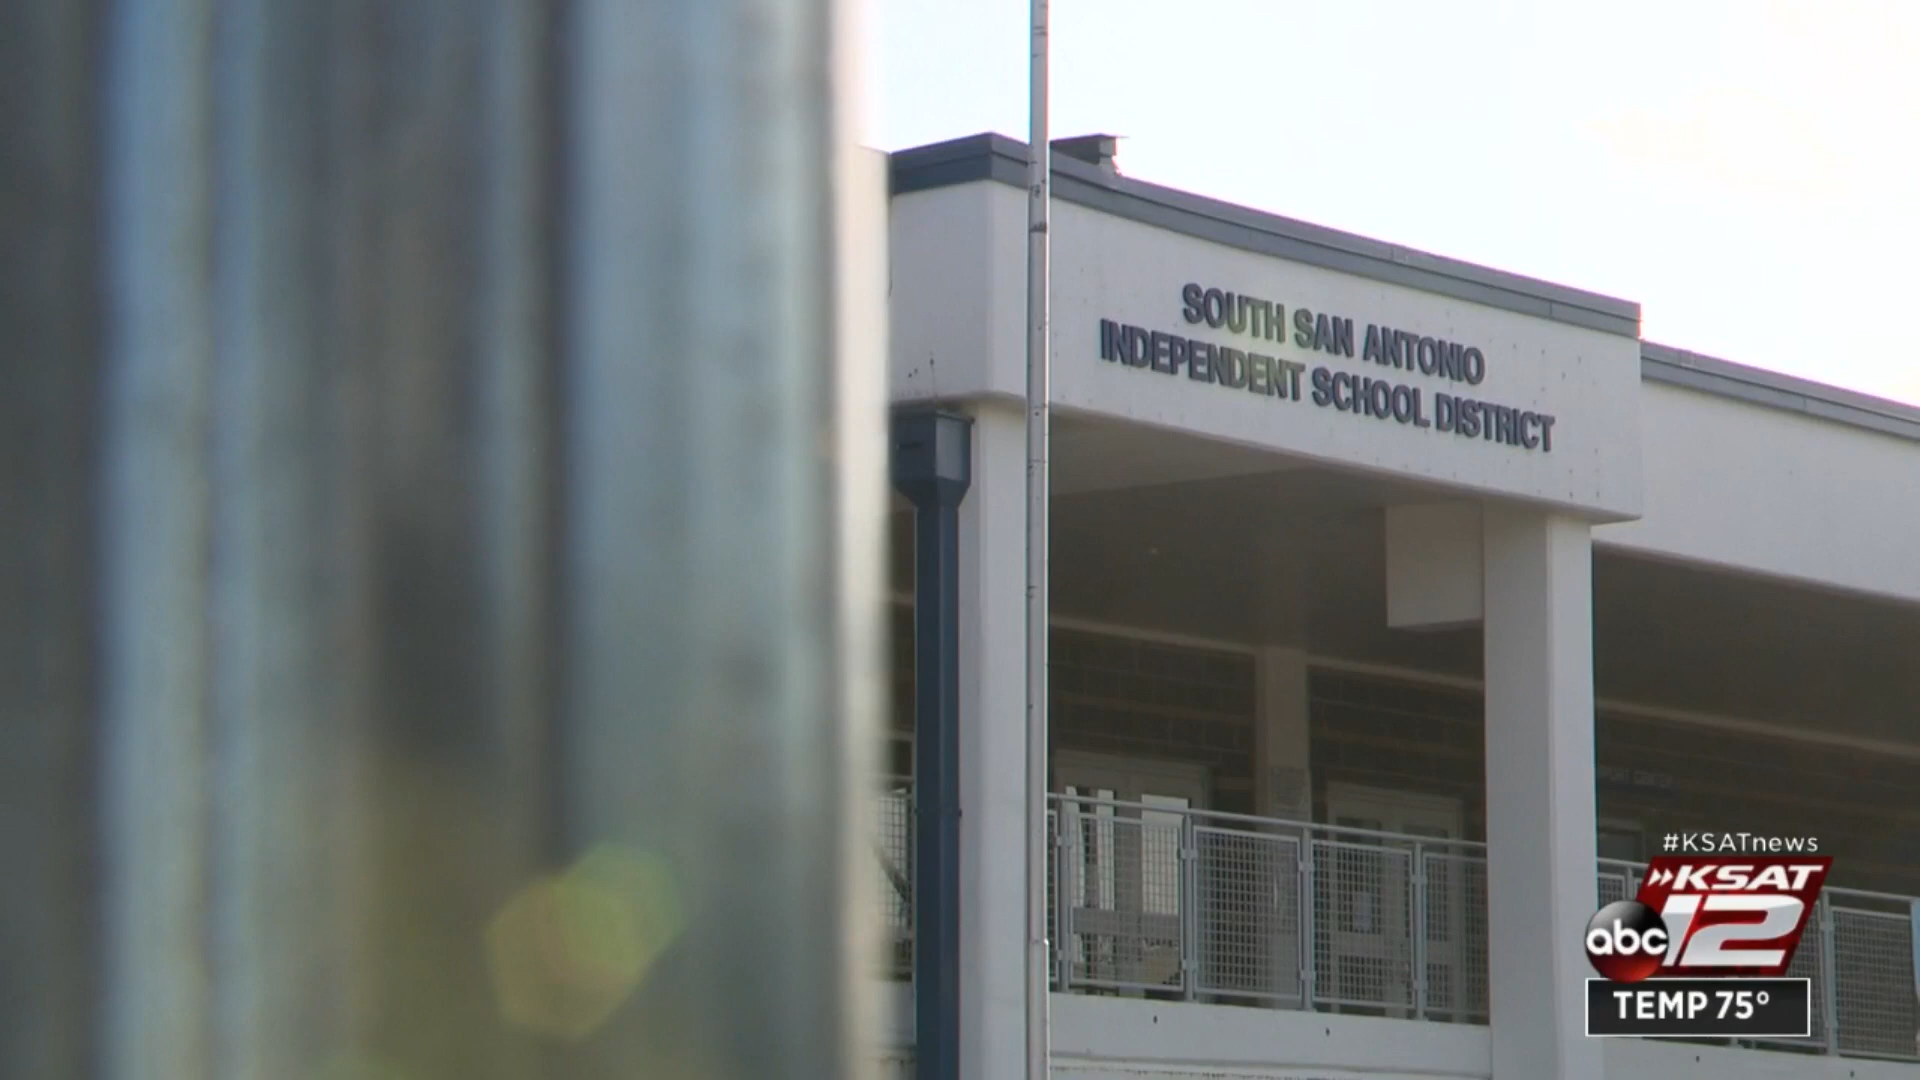 SOUTH SAN ANTONIO
INDEPENDENT SCHOOL DISTRICT
#KSATnews
KSAT
12
abc
TEMP 75°